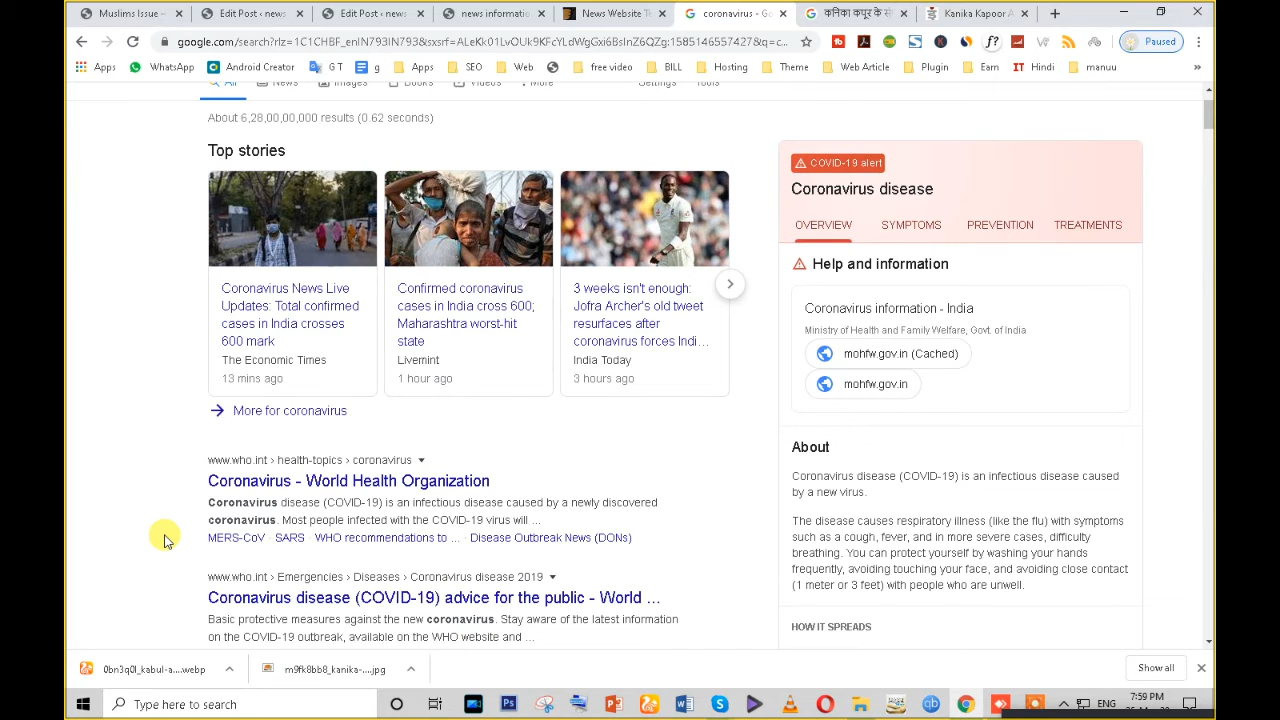 Muslims Issue –
Edit Post ‹ news
Edit Post ‹ news
news informatio
News Website Te
coronavirus - Go
कनिका कपूर के सं
Kanika Kapoor A
google.com/search?rlz=1C1CHBF_enIN793IN793&sxsrf=ALeKk01LvOUk9KFcYLdWgGxi6BsInZ6QZg:1585146557427&q=c...
Paused
Apps
WhatsApp
Android Creator
G T
g
Apps
SEO
Web
free video
BILL
Hosting
Theme
Web Article
Plugin
Earn
IT Hindi
manuu
All News Images Books Videos More Settings Tools
About 6,28,00,00,000 results (0.62 seconds)
Top stories
Coronavirus News Live
Updates: Total confirmed
cases in India crosses
600 mark
The Economic Times
13 mins ago
Confirmed coronavirus
cases in India cross 600;
Maharashtra worst-hit
state
Livemint
1 hour ago
3 weeks isn't enough:
Jofra Archer's old tweet
resurfaces after
coronavirus forces Indi...
India Today
3 hours ago
More for coronavirus
www.who.int › health-topics › coronavirus
Coronavirus - World Health Organization
Coronavirus disease (COVID-19) is an infectious disease caused by a newly discovered
coronavirus. Most people infected with the COVID-19 virus will ...
MERS-CoV · SARS · WHO recommendations to ... · Disease Outbreak News (DONs)
www.who.int › Emergencies › Diseases › Coronavirus disease 2019
Coronavirus disease (COVID-19) advice for the public - World ...
Basic protective measures against the new coronavirus. Stay aware of the latest information
on the COVID-19 outbreak, available on the WHO website and ...
COVID-19 alert
Coronavirus disease
OVERVIEW SYMPTOMS PREVENTION TREATMENTS
Help and information
Coronavirus information - India
Ministry of Health and Family Welfare, Govt. of India
mohfw.gov.in (Cached)
mohfw.gov.in
About
Coronavirus disease (COVID-19) is an infectious disease caused
by a new virus.
The disease causes respiratory illness (like the flu) with symptoms
such as a cough, fever, and in more severe cases, difficulty
breathing. You can protect yourself by washing your hands
frequently, avoiding touching your face, and avoiding close contact
(1 meter or 3 feet) with people who are unwell.
HOW IT SPREADS
0bn3q0l_kabul-a....webp
m9fk8bb8_kanika-....jpg
Show all
Type here to search
ENG
7:59 PM